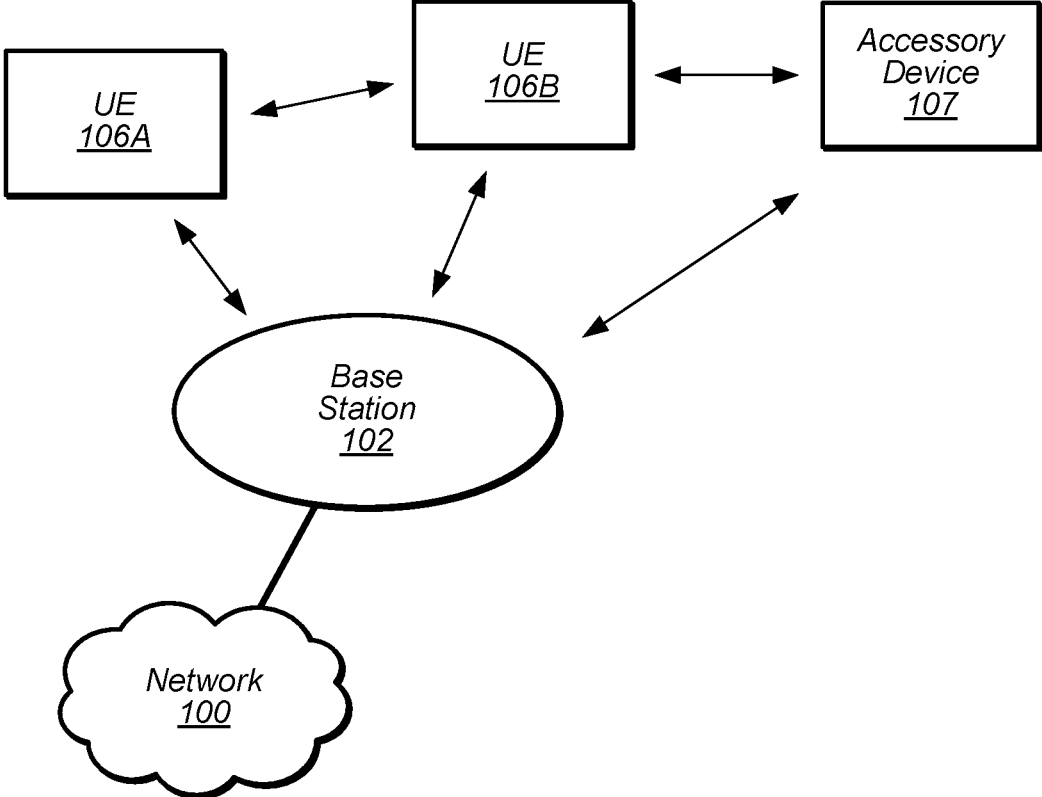 UE
106A
UE
106B
Accessory
Device
107
Base
Station
102
Network
100